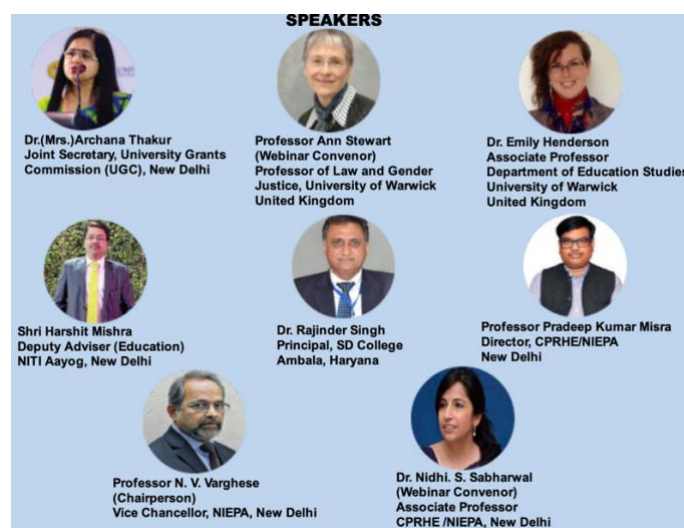 SPEAKERS
Dr.(Mrs.)Archana Thakur
Joint Secretary, University Grants
Commission (UGC), New Delhi
Professor Ann Stewart
(Webinar Convenor)
Professor of Law and Gender
Justice, University of Warwick
United Kingdom
Dr. Emily Henderson
Associate Professor
Department of Education Studies
University of Warwick
United Kingdom
Shri Harshit Mishra
Deputy Adviser (Education)
NITI Aayog, New Delhi
Dr. Rajinder Singh
Principal, SD College
Ambala, Haryana
Professor Pradeep Kumar Misra
Director, CPRHE/NIEPA
New Delhi
Professor N. V. Varghese
(Chairperson)
Vice Chancellor, NIEPA, New Delhi
Dr. Nidhi. S. Sabharwal
(Webinar Convenor)
Associate Professor
CPRHE /NIEPA, New Delhi